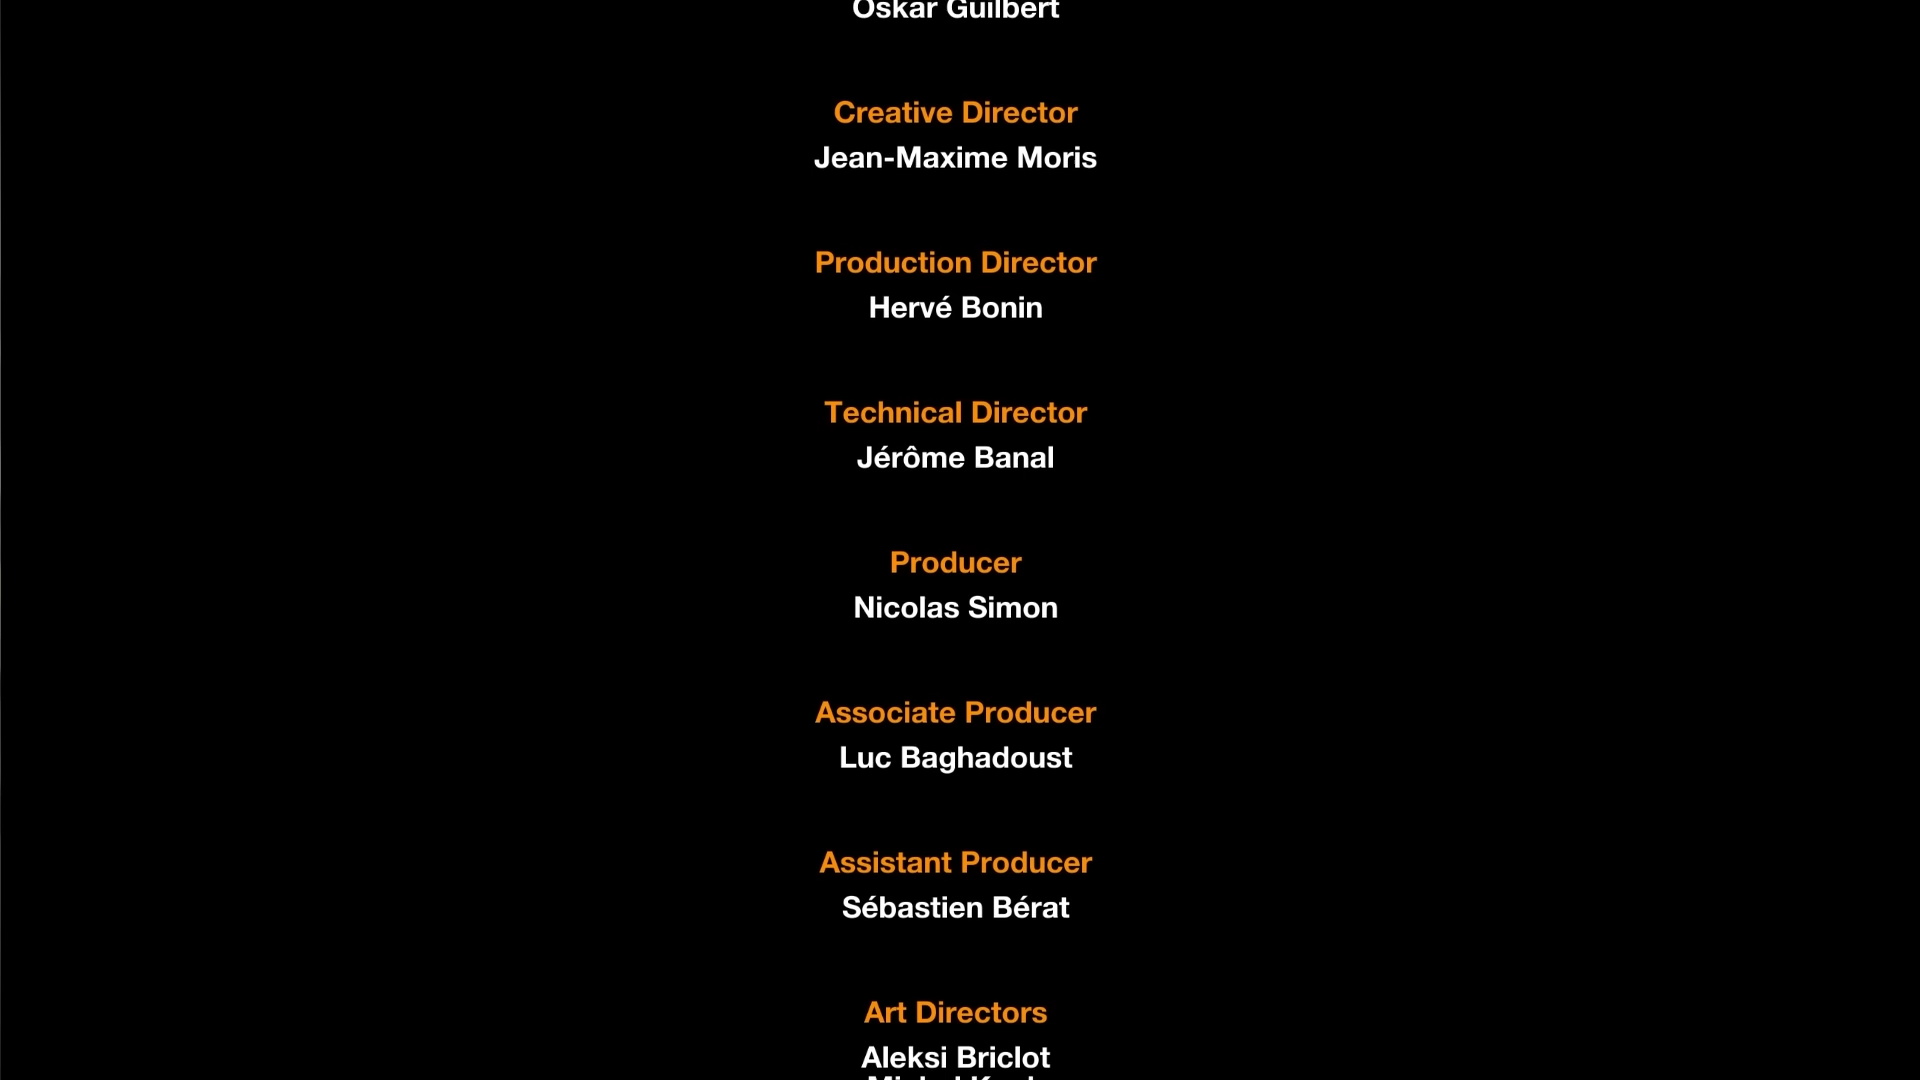 Oskar Guilbert
Creative Director
Jean-Maxime Moris
Production Director
Hervé Bonin
Technical Director
Jérôme Banal
Producer
Nicolas Simon
Associate Producer
Luc Baghadoust
Assistant Producer
Sébastien Bérat
Art Directors
Aleksi Briclot